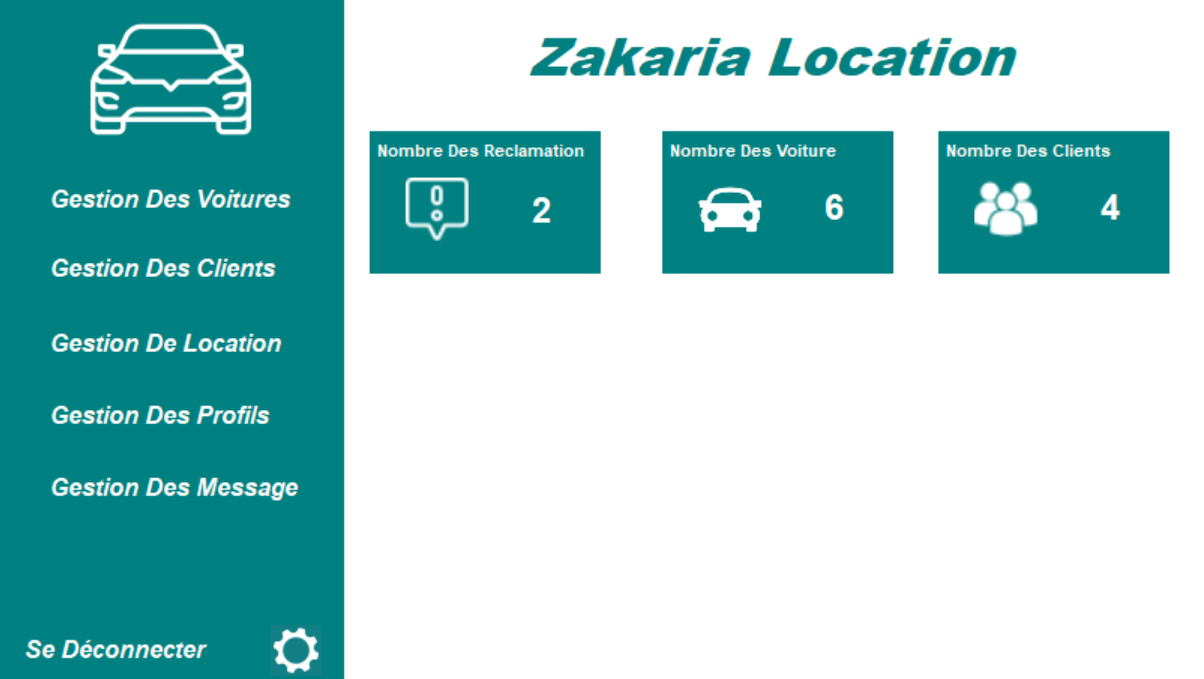 Zakaria Location
Gestion Des Voitures
Gestion Des Clients
Gestion De Location
Gestion Des Profils
Gestion Des Message
Se Déconnecter
Nombre Des Reclamation
2
Nombre Des Voiture
6
Nombre Des Clients
4